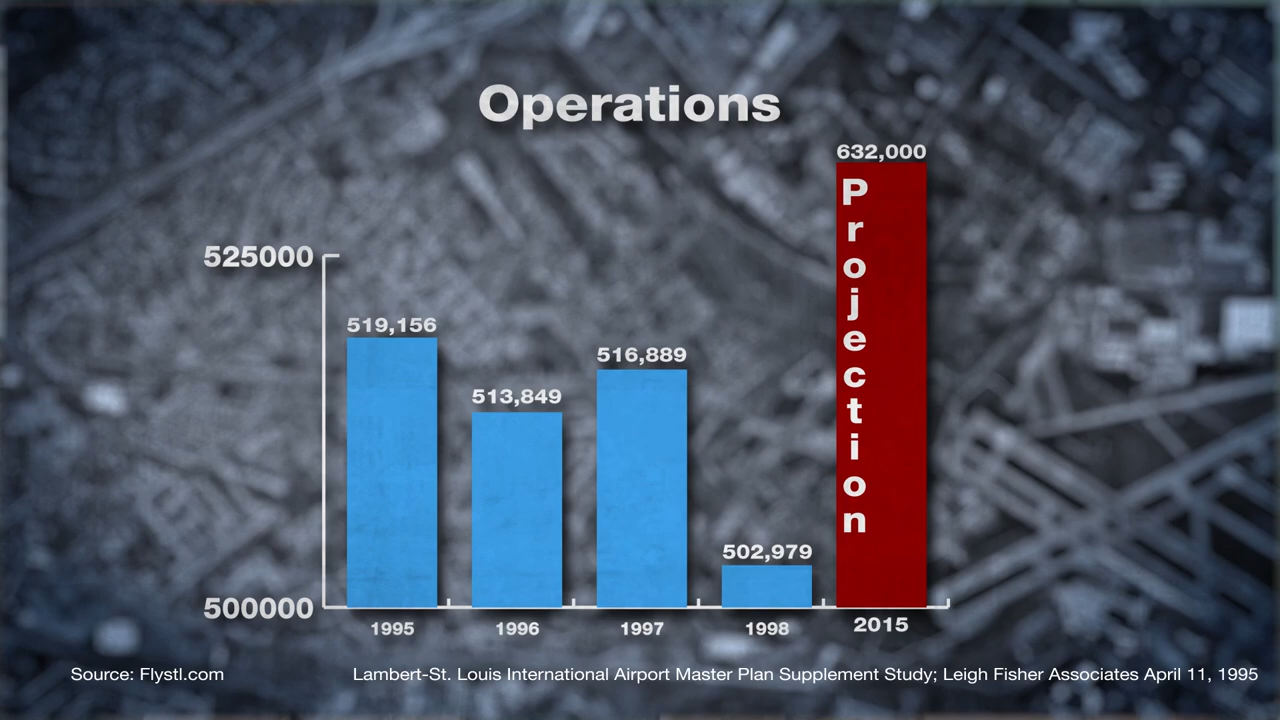 Operations
632,000
Projection
525000
519,156
516,889
513,849
502,979
500000
1995 1996 1997 1998 2015
Source: Flystl.com
Lambert-St. Louis International Airport Master Plan Supplement Study; Leigh Fisher Associates April 11, 1995